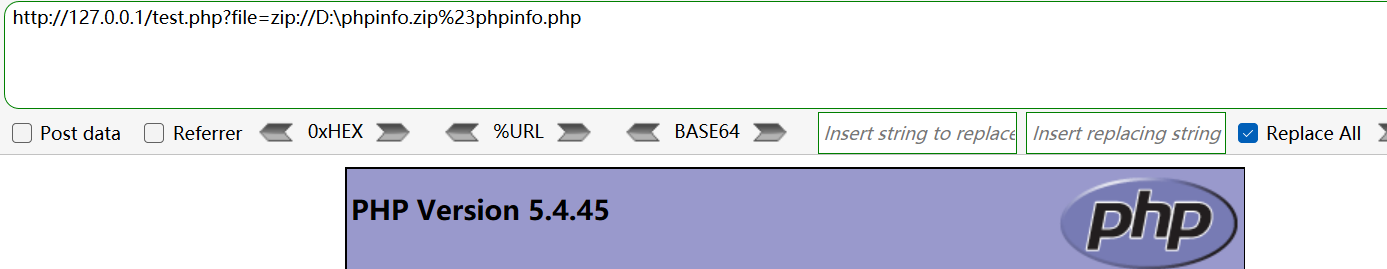 http://127.0.0.1/test.php?file=zip://D:\phpinfo.zip%23phpinfo.php
Post data Referrer 0xHEX %URL BASE64 Insert string to replace Insert replacing string Replace All
PHP Version 5.4.45 php